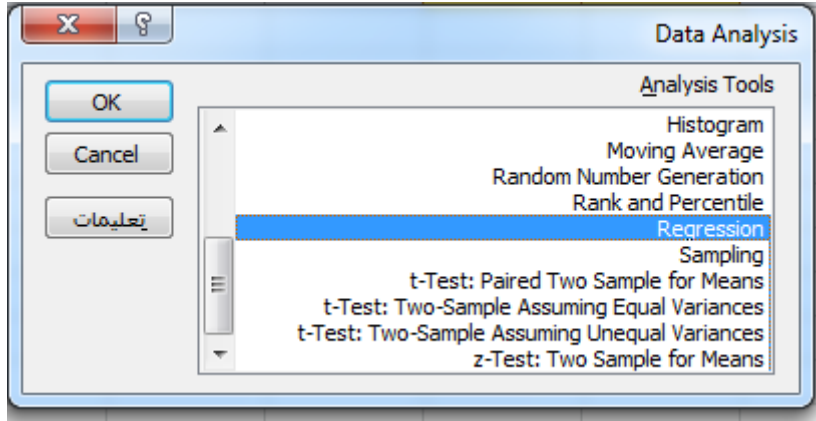 Data Analysis
Analysis Tools
Histogram
Moving Average
Random Number Generation
Rank and Percentile
Regression
Sampling
t-Test: Paired Two Sample for Means
t-Test: Two-Sample Assuming Equal Variances
t-Test: Two-Sample Assuming Unequal Variances
z-Test: Two Sample for Means
OK
Cancel
تعليمات